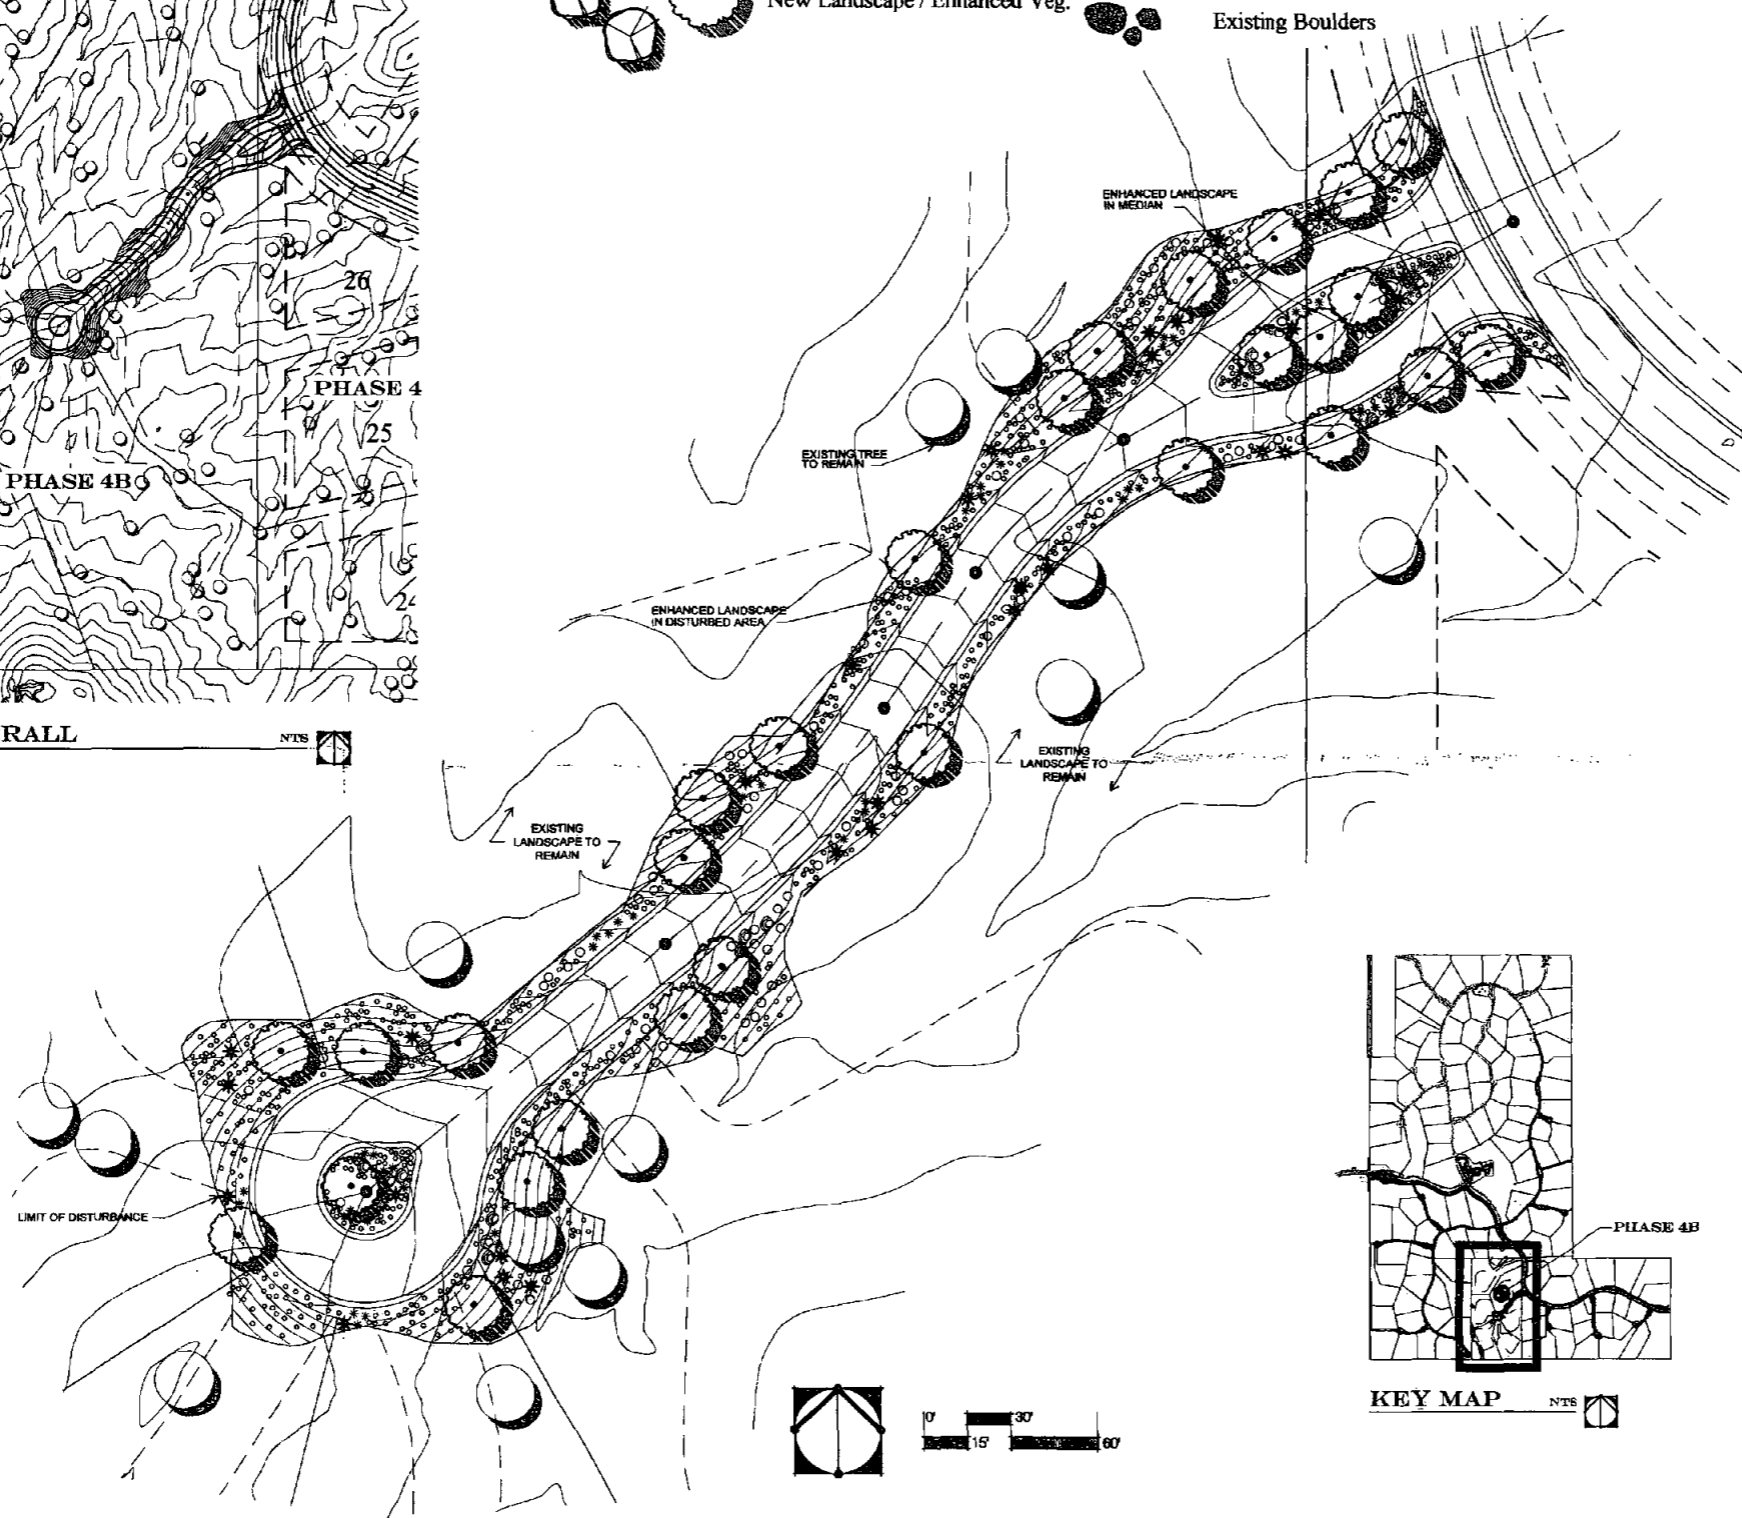 New Landscape / Enhanced Veg.
Existing Boulders
ENHANCED LANDSCAPE
IN MEDIAN
26
PHASE 4
25
PHASE 4B
24
EXISTING TREE
TO REMAIN
ENHANCED LANDSCAPE
IN DISTURBED AREA
RALL
NTS
EXISTING
LANDSCAPE TO
REMAIN
EXISTING
LANDSCAPE TO
REMAIN
LIMIT OF DISTURBANCE
PHASE 4B
KEY MAP
NTS
0'
30'
15'
60'